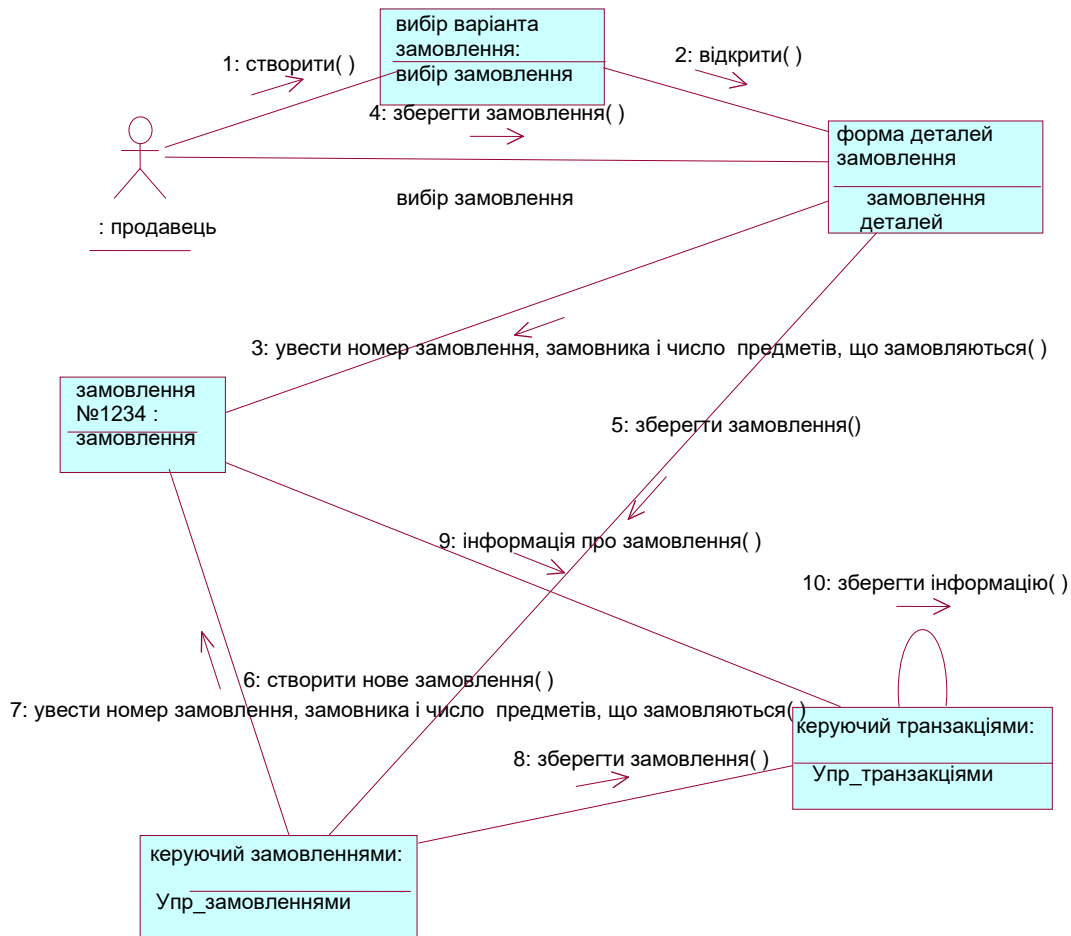 вибір варіанта
замовлення:
вибір замовлення
1: створити( )
2: відкрити( )
4: зберегти замовлення( )
форма деталей
замовлення
замовлення
деталей
вибір замовлення
: продавець
3: увести номер замовлення, замовника і число предметів, що замовляються( )
замовлення
№1234 :
замовлення
5: зберегти замовлення()
9: інформація про замовлення( )
10: зберегти інформацію( )
6: створити нове замовлення( )
7: увести номер замовлення, замовника і число предметів, що замовляються( )
керуючий транзакціями:
Упр_транзакціями
8: зберегти замовлення( )
керуючий замовленнями:
Упр_замовленнями